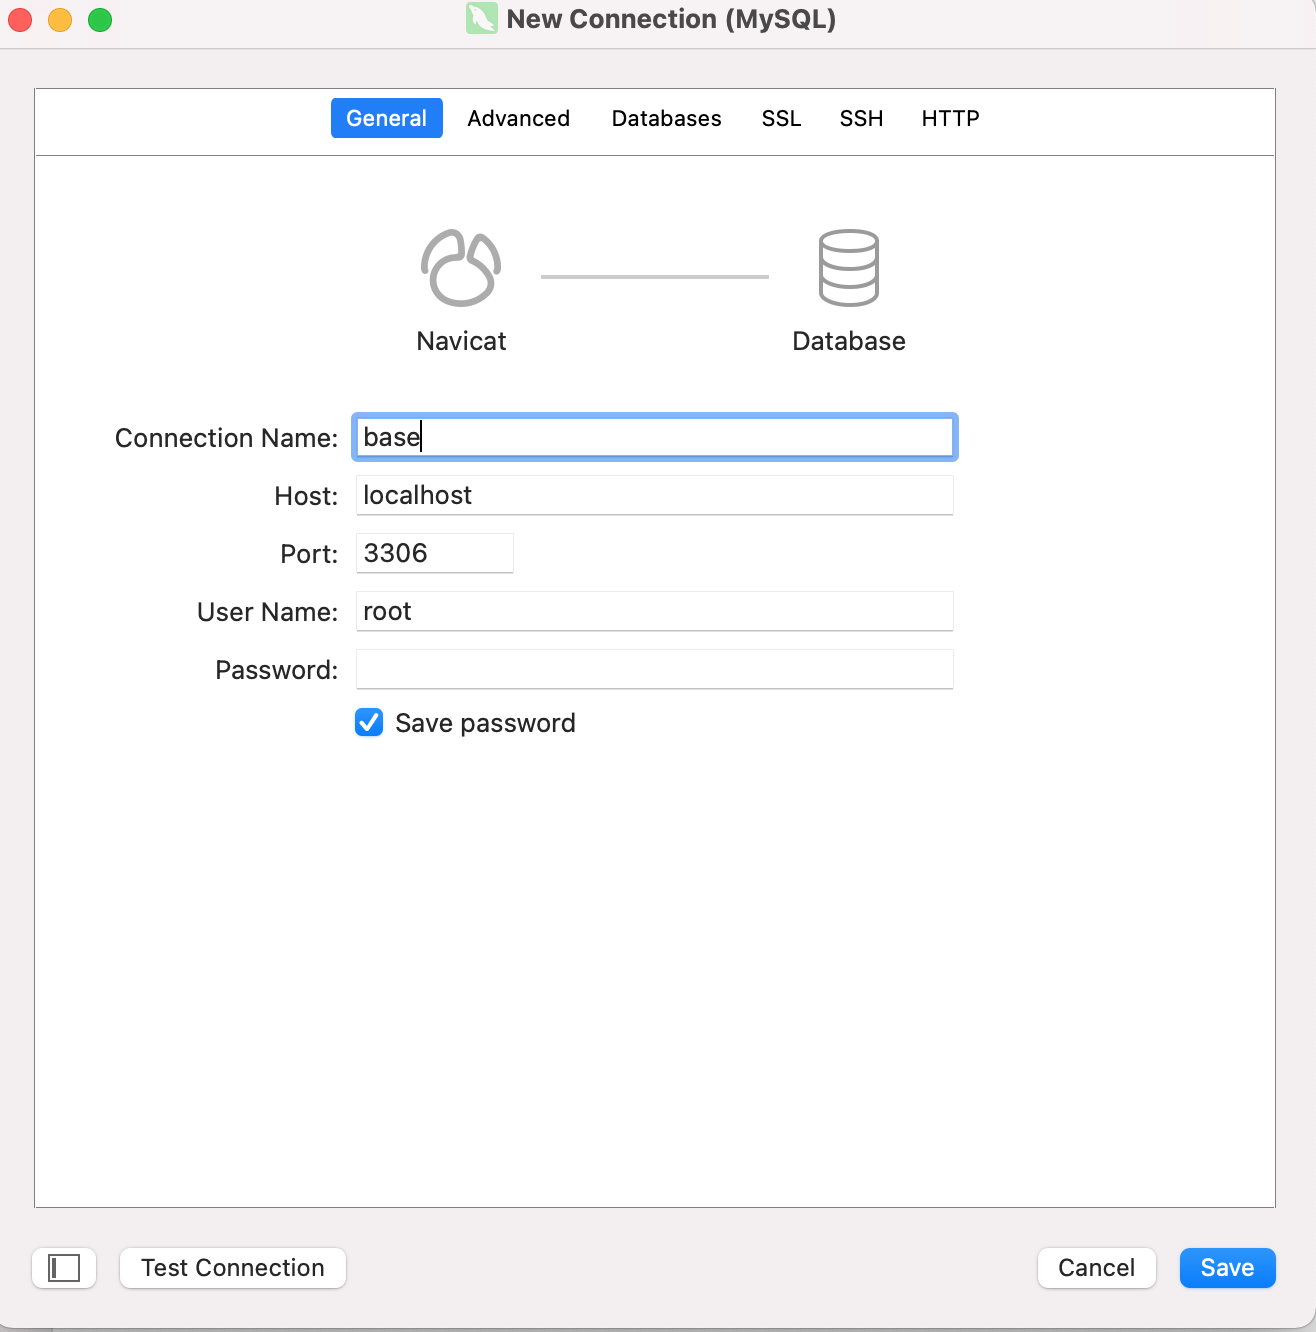 New Connection (MySQL)
General Advanced Databases SSL SSH HTTP
Navicat Database
Connection Name: base
Host: localhost
Port: 3306
User Name: root
Password:
Save password
Test Connection Cancel Save